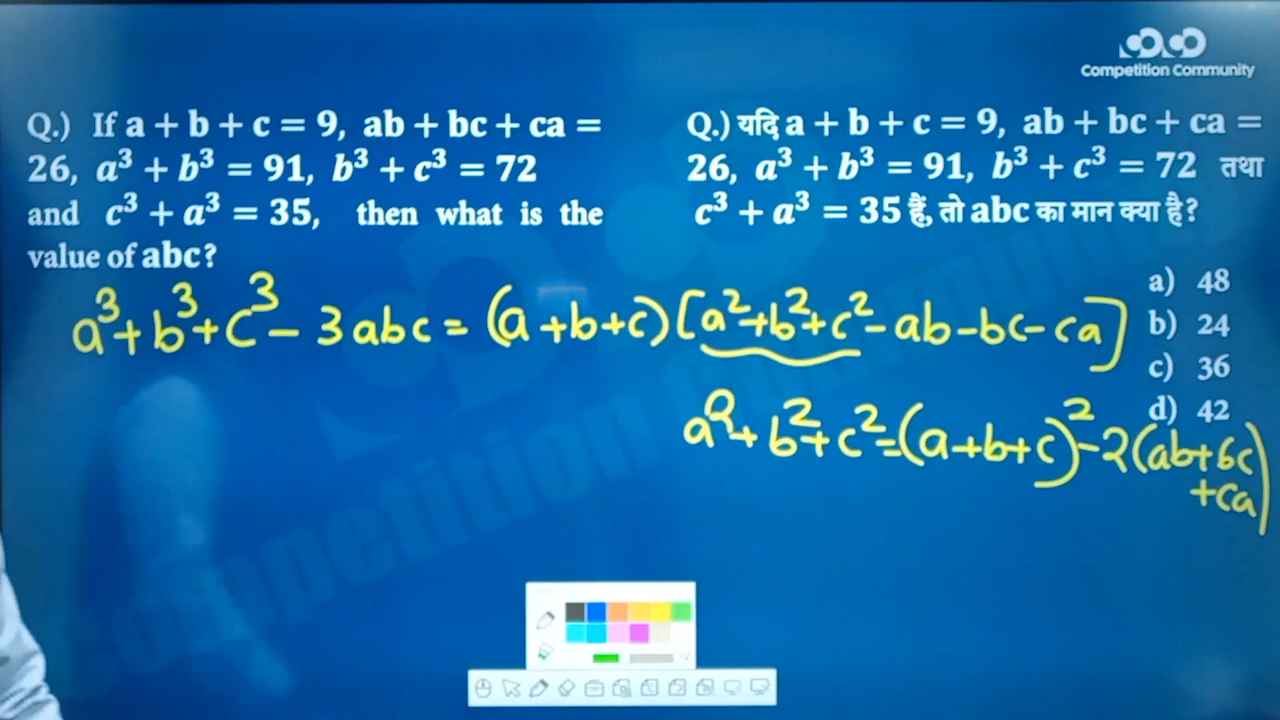 Competition Community
Q.) If a + b + c = 9, ab + bc + ca =
26, a³ + b³ = 91, b³ + c³ = 72
and c³ + a³ = 35, then what is the
value of abc?
Q.) यदि a + b + c = 9, ab + bc + ca =
26, a³ + b³ = 91, b³ + c³ = 72 तथा
c³ + a³ = 35 हैं, तो abc का मान क्या है?
a) 48
b) 24
c) 36
d) 42
a³ + b³ + c³ - 3abc = (a + b + c) [a² + b² + c² - ab - bc - ca]
a² + b² + c² = (a + b + c)² - 2(ab + bc
+ ca)
Competition Community